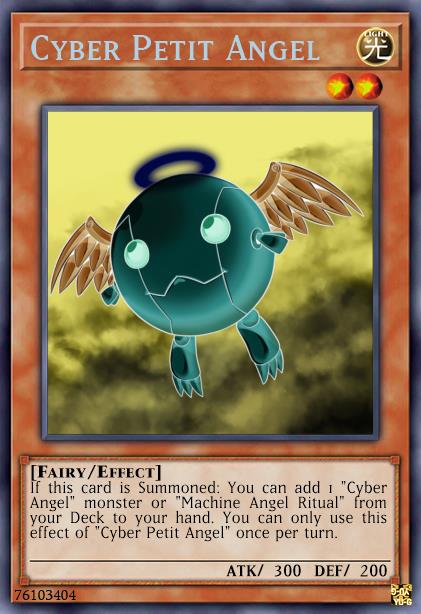 CYBER PETIT ANGEL
LIGHT
光
[FAIRY/EFFECT]
If this card is Summoned: You can add 1 "Cyber
Angel" monster or "Machine Angel Ritual" from
your Deck to your hand. You can only use this
effect of "Cyber Petit Angel" once per turn.
ATK/ 300 DEF/ 200
76103404